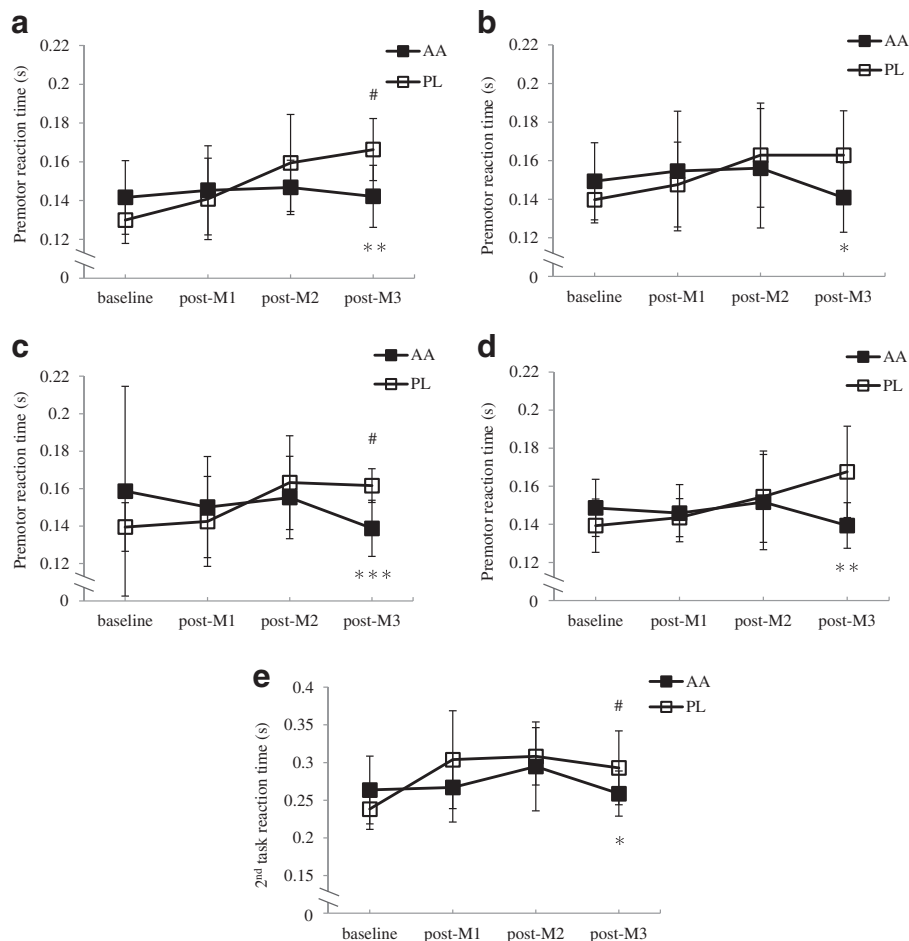 a
AA
PL
Premotor reaction time (s)
0.22
0.2
0.18
0.16
0.14
0.12
0
#
**
baseline post-M1 post-M2 post-M3
b
AA
PL
Premotor reaction time (s)
0.22
0.2
0.18
0.16
0.14
0.12
0
*
baseline post-M1 post-M2 post-M3
c
AA
PL
Premotor reaction time (s)
0.22
0.2
0.18
0.16
0.14
0.12
0
#
***
baseline post-M1 post-M2 post-M3
d
AA
PL
Premotor reaction time (s)
0.22
0.2
0.18
0.16
0.14
0.12
0
**
baseline post-M1 post-M2 post-M3
e
AA
PL
2nd task reaction time (s)
0.4
0.35
0.3
0.25
0.2
0.15
0
#
*
baseline post-M1 post-M2 post-M3